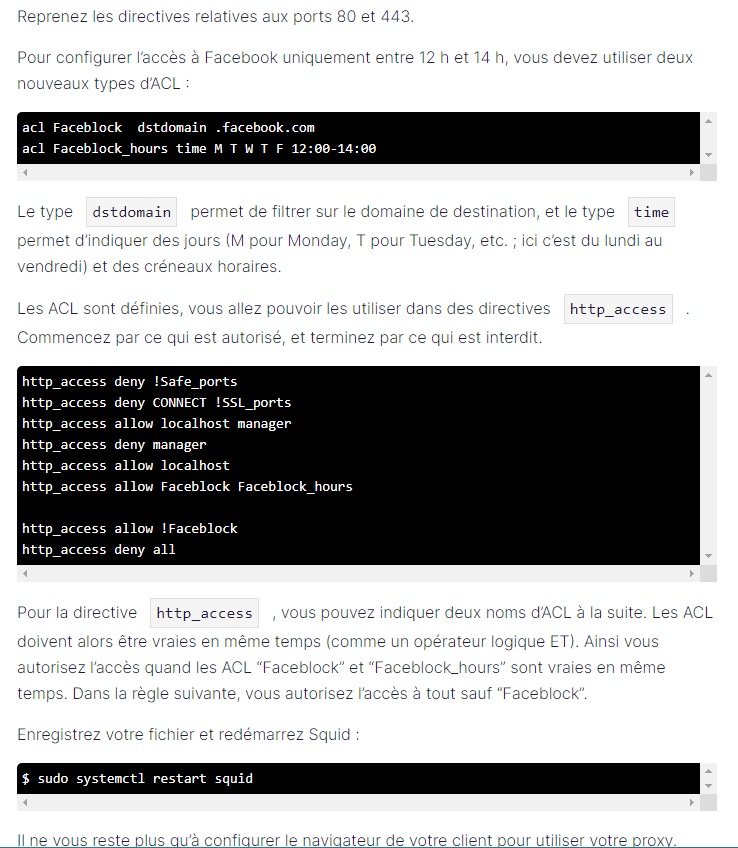 Reprenez les directives relatives aux ports 80 et 443.
Pour configurer l’accès à Facebook uniquement entre 12 h et 14 h, vous devez utiliser deux
nouveaux types d’ACL :
acl Faceblock  dstdomain .facebook.com
acl Faceblock_hours time M T W T F 12:00-14:00
Le type dstdomain permet de filtrer sur le domaine de destination, et le type time
permet d’indiquer des jours (M pour Monday, T pour Tuesday, etc. ; ici c’est du lundi au
vendredi) et des créneaux horaires.
Les ACL sont définies, vous allez pouvoir les utiliser dans des directives http_access .
Commencez par ce qui est autorisé, et terminez par ce qui est interdit.
http_access deny !Safe_ports
http_access deny CONNECT !SSL_ports
http_access allow localhost manager
http_access deny manager
http_access allow localhost
http_access allow Faceblock Faceblock_hours
http_access allow !Faceblock
http_access deny all
Pour la directive http_access , vous pouvez indiquer deux noms d’ACL à la suite. Les ACL
doivent alors être vraies en même temps (comme un opérateur logique ET). Ainsi vous
autorisez l’accès quand les ACL “Faceblock” et “Faceblock_hours” sont vraies en même
temps. Dans la règle suivante, vous autorisez l’accès à tout sauf “Faceblock”.
Enregistrez votre fichier et redémarrez Squid :
$ sudo systemctl restart squid
Il ne vous reste plus qu’à configurer le navigateur de votre client pour utiliser votre proxy.